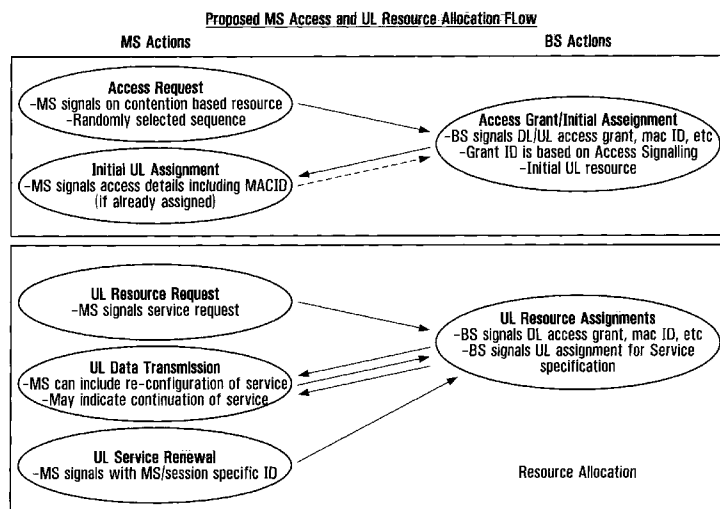 Proposed MS Access and UL Resource Allocation Flow
MS Actions
BS Actions
Access Request
-MS signals on contention based resource
-Randomly selected sequence
Access Grant/Initial Asseignment
-BS signals DL/UL access grant, mac ID, etc
-Grant ID is based on Access Signalling
-Initial UL resource
Initial UL Assignment
-MS signals access details including MACID
(if already assigned)
UL Resource Request
-MS signals service request
UL Resource Assignments
-BS signals DL access grant, mac ID, etc
-BS signals UL assignment for Service
specification
UL Data Transmission
-MS can include re-configuration of service
-May indicate continuation of service
UL Service Renewal
-MS signals with MS/session specific ID
Resource Allocation